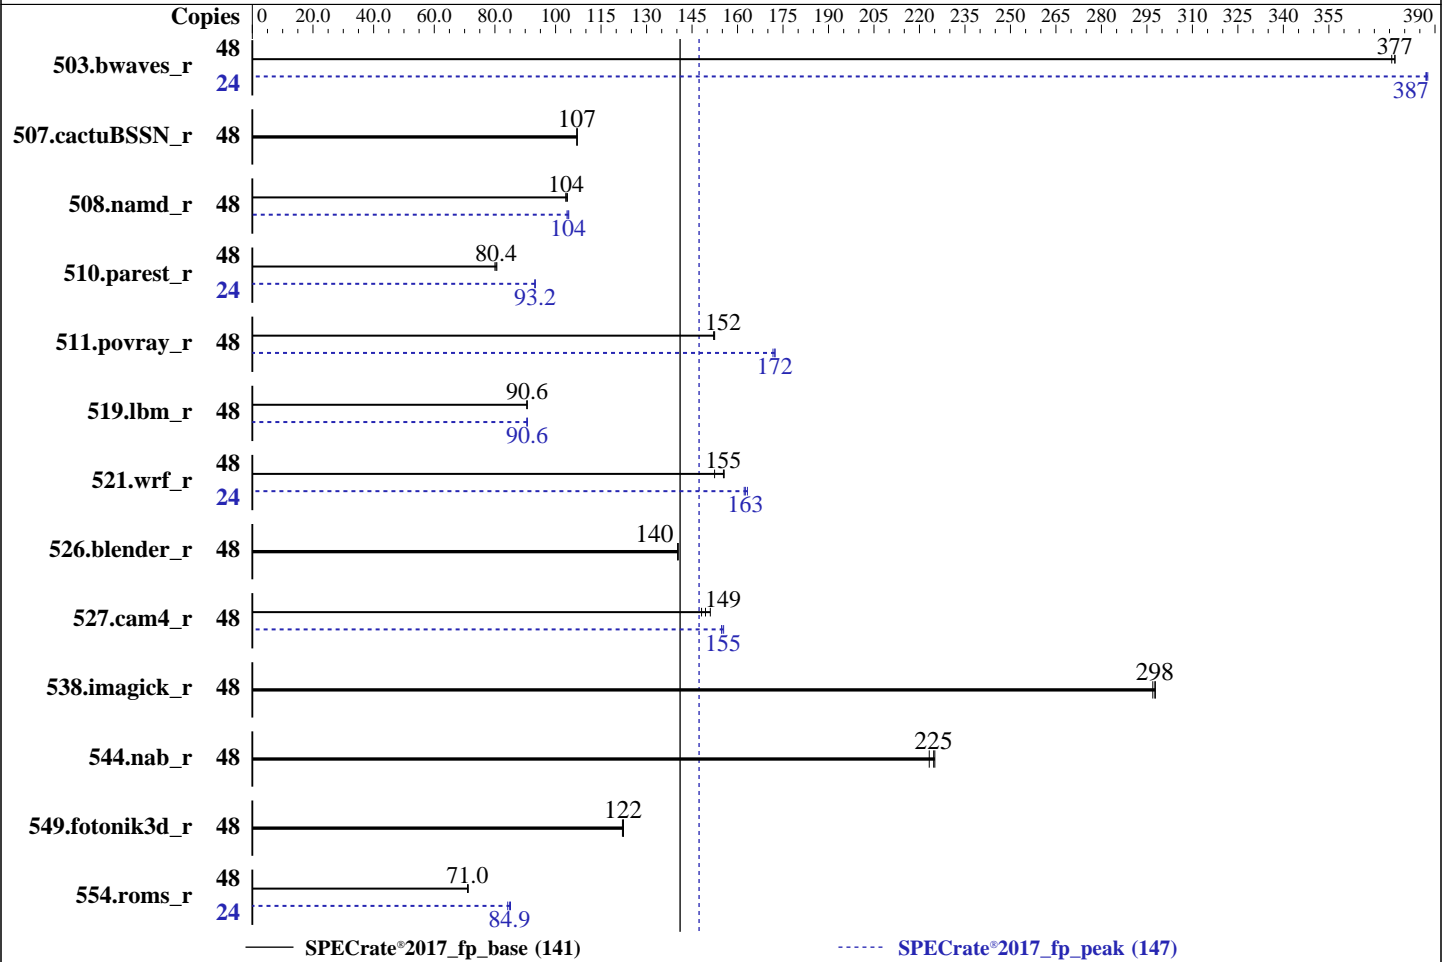 Copies 0 20.0 40.0 60.0 80.0 100 115 130 145 160 175 190 205 220 235 250 265 280 295 310 325 340 355 390
503.bwaves_r 48 377
24 387
507.cactuBSSN_r 48 107
508.namd_r 48 104
104
510.parest_r 48 80.4
24 93.2
511.povray_r 48 152
172
519.lbm_r 48 90.6
90.6
521.wrf_r 48 155
24 163
526.blender_r 48 140
527.cam4_r 48 149
155
538.imagick_r 48 298
544.nab_r 48 225
549.fotonik3d_r 48 122
554.roms_r 48 71.0
24 84.9
SPECrate®2017_fp_base (141) SPECrate®2017_fp_peak (147)